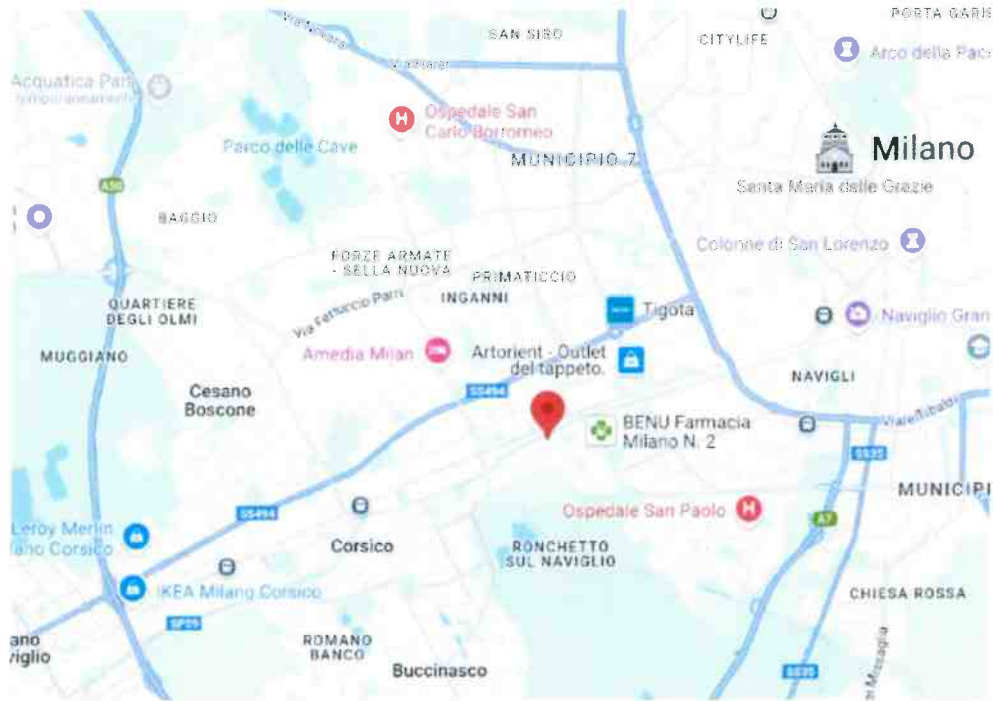 SAN SIRO
CITYLIFE
Arco della Pac
Acquatica Park
temporaneamente
Ospedale San
Carlo Borromeo
Parco delle Cave
MUNICIPIO 7
Milano
Santa Maria delle Grazie
A50
BAGGIO
Colonne di San Lorenzo
FORZE ARMATE
- SELLA NUOVA
PRIMATICCIO
INGANNI
QUARTIERE
DEGLI OLMI
Via Ferruccio Parri
Tigota
Naviglio Gran
MUGGIANO
Amedia Milan
Artorient - Outlet
del tappeto.
NAVIGLI
Cesano
Boscone
SS494
BENU Farmacia
Milano N. 2
SS35
MUNICIPI
SS494
Ospedale San Paolo
A7
Leroy Merlin
lano Corsico
Corsico
RONCHETTO
SUL NAVIGLIO
IKEA Milano Corsico
CHIESA ROSSA
SP59
ano
viglio
ROMANO
BANCO
Buccinasco
SS35
ei Missaglia